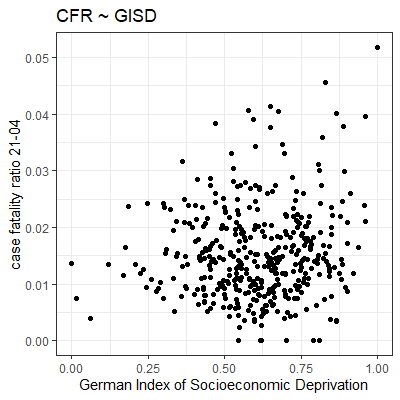 CFR ~ GISD
case fatality ratio 21-04
0.05
0.04
0.03
0.02
0.01
0.00
0.00 0.25 0.50 0.75 1.00
German Index of Socioeconomic Deprivation